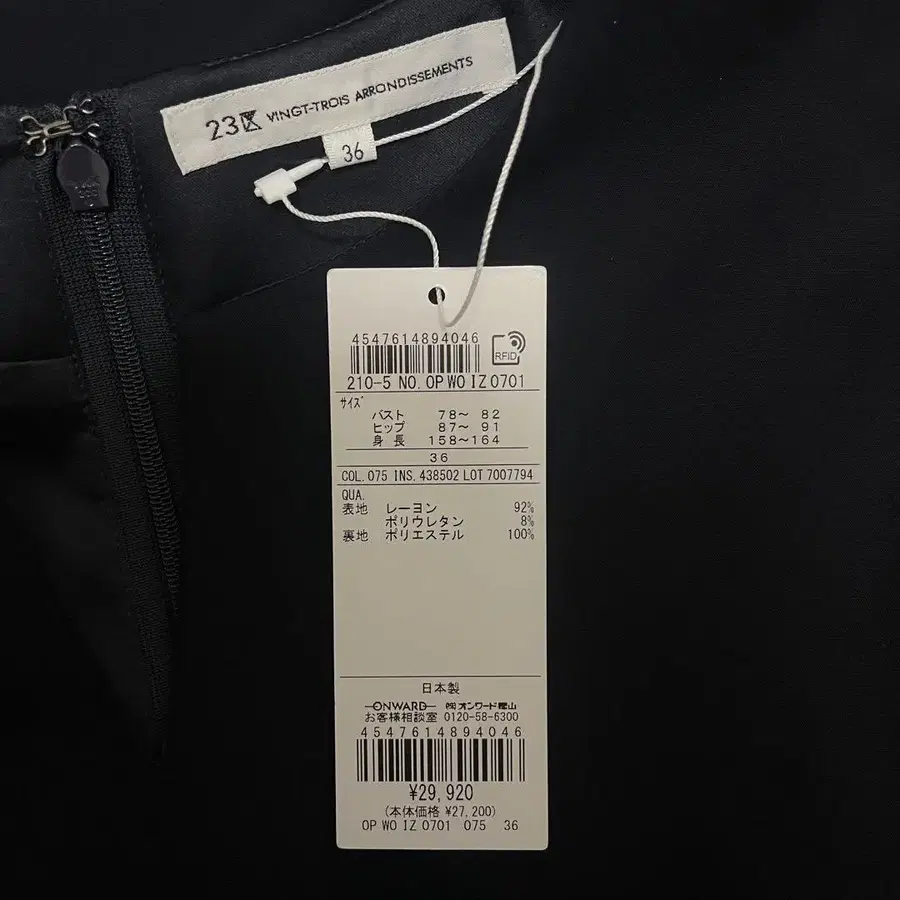 23区 VINGT-TROIS ARRONDISSEMENTS
36
4547614894046
RFID
210-5 NO. OP WO IZ 0701
サイズ
バスト 78～ 82
ヒップ 87～ 91
身長 158～164
36
COL. 075 INS. 438502 LOT 7007794
QUA.
表地 レーヨン 92%
ポリウレタン 8%
裏地 ポリエステル 100%
日本製
ONWARD ㈱オンワード樫山
お客様相談室 0120-58-6300
4547614894046
¥29,920
(本体価格 ¥27,200)
OP WO IZ 0701 075 36